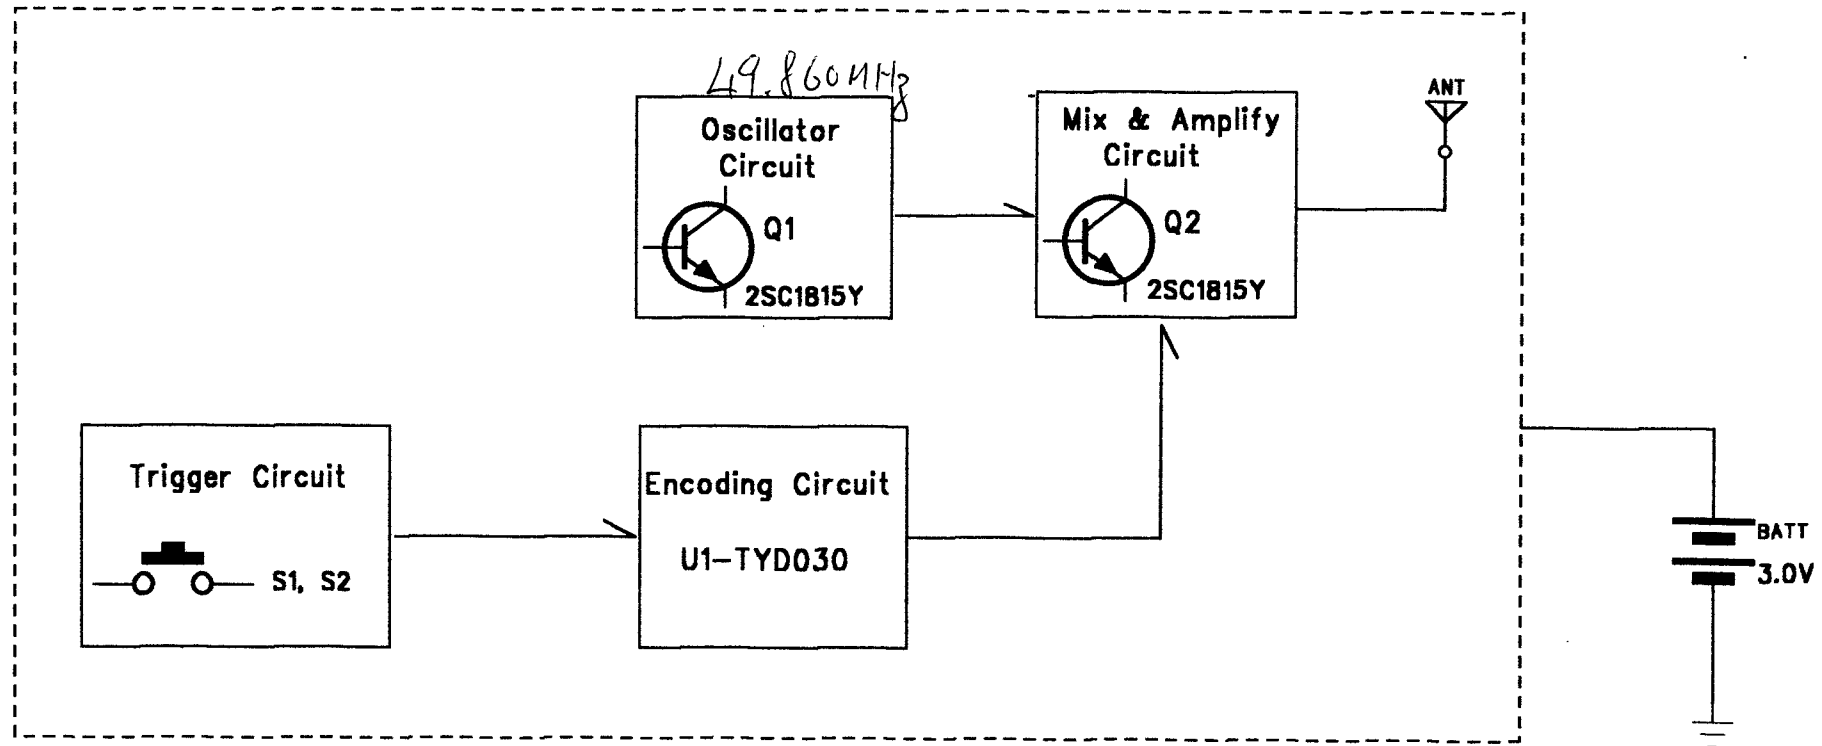 49.860MHz
Oscillator
Circuit
Q1
2SC1815Y
Mix & Amplify
Circuit
Q2
2SC1815Y
ANT
Trigger Circuit
S1, S2
Encoding Circuit
U1-TYD030
BATT
3.0V